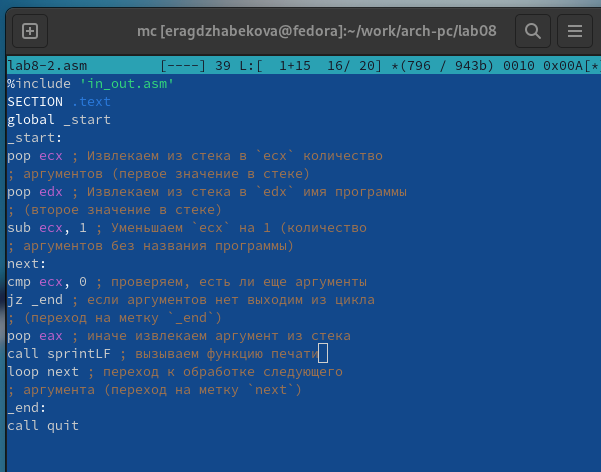 mc [eragdzhabekova@fedora]:~/work/arch-pc/lab08
lab8-2.asm [----] 39 L:[ 1+15 16/ 20] *(796 / 943b) 0010 0x00A[*]
%include 'in_out.asm'
SECTION .text
global _start
_start:
pop ecx ; Извлекаем из стека в `ecx` количество
; аргументов (первое значение в стеке)
pop edx ; Извлекаем из стека в `edx` имя программы
; (второе значение в стеке)
sub ecx, 1 ; Уменьшаем `ecx` на 1 (количество
; аргументов без названия программы)
next:
cmp ecx, 0 ; проверяем, есть ли еще аргументы
jz _end ; если аргументов нет выходим из цикла
; (переход на метку `_end`)
pop eax ; иначе извлекаем аргумент из стека
call sprintLF ; вызываем функцию печати
loop next ; переход к обработке следующего
; аргумента (переход на метку `next`)
_end:
call quit